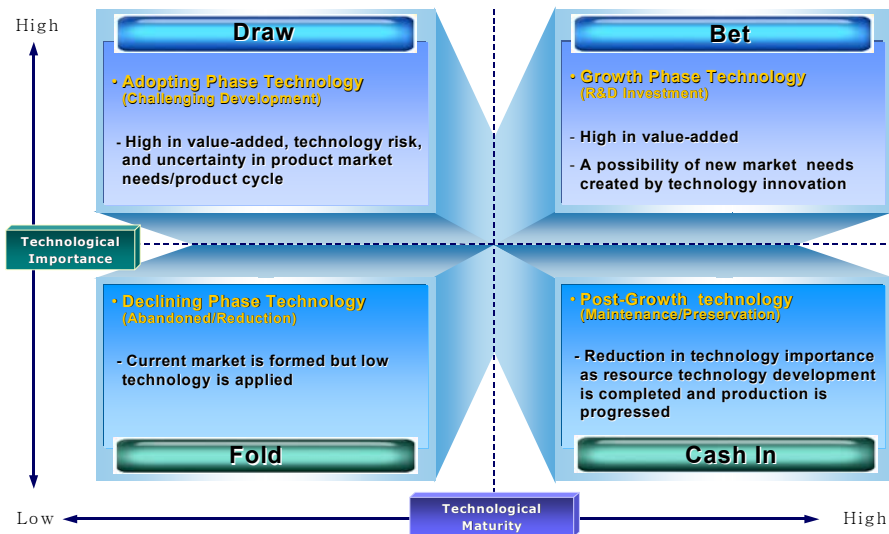 High
Draw
• Adopting Phase Technology
(Challenging Development)
- High in value-added, technology risk,
and uncertainty in product market
needs/product cycle
Bet
• Growth Phase Technology
(R&D Investment)
- High in value-added
- A possibility of new market needs
created by technology innovation
Technological
Importance
• Declining Phase Technology
(Abandoned/Reduction)
- Current market is formed but low
technology is applied
Fold
• Post-Growth technology
(Maintenance/Preservation)
- Reduction in technology importance
as resource technology development
is completed and production is
progressed
Cash In
Low
Technological
Maturity
High